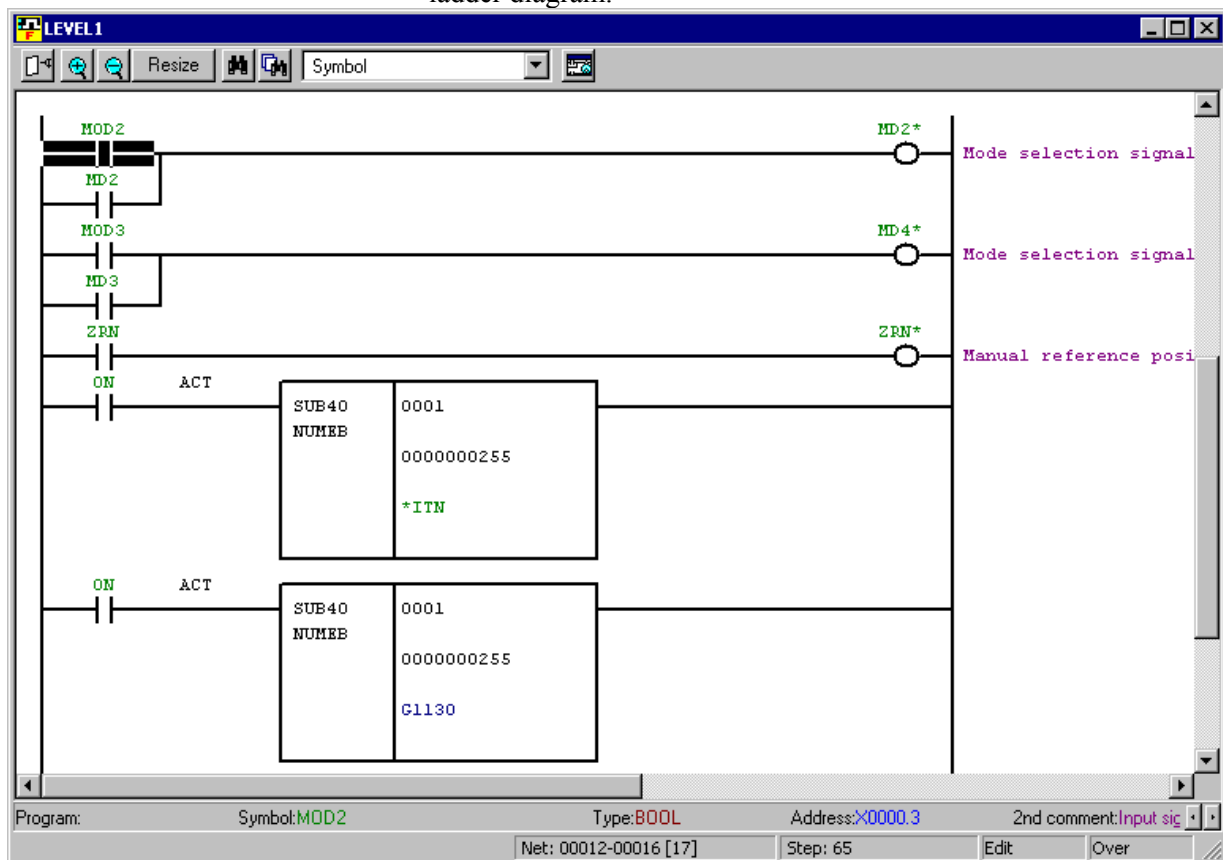 ladder diagram.
LEVEL1
Resize Symbol
MOD2 MD2*
Mode selection signal
MD2
MOD3 MD4*
Mode selection signal
MD3
ZRN ZRN*
Manual reference posi
ON ACT
SUB40 0001
NUMEB
0000000255
*ITN
ON ACT
SUB40 0001
NUMEB
0000000255
G1130
Program: Symbol:MOD2 Type:BOOL Address:X0000.3 2nd comment:Input sig
Net: 00012-00016 [17] Step: 65 Edit Over